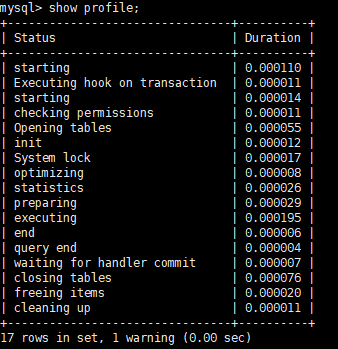 mysql> show profile;
+--------------------------------+----------+
| Status                         | Duration |
+--------------------------------+----------+
| starting                       | 0.000110 |
| Executing hook on transaction  | 0.000011 |
| starting                       | 0.000014 |
| checking permissions           | 0.000011 |
| Opening tables                 | 0.000055 |
| init                           | 0.000012 |
| System lock                    | 0.000017 |
| optimizing                     | 0.000008 |
| statistics                     | 0.000026 |
| preparing                      | 0.000029 |
| executing                      | 0.000195 |
| end                            | 0.000006 |
| query end                      | 0.000004 |
| waiting for handler commit     | 0.000007 |
| closing tables                 | 0.000076 |
| freeing items                  | 0.000020 |
| cleaning up                    | 0.000011 |
+--------------------------------+----------+
17 rows in set, 1 warning (0.00 sec)